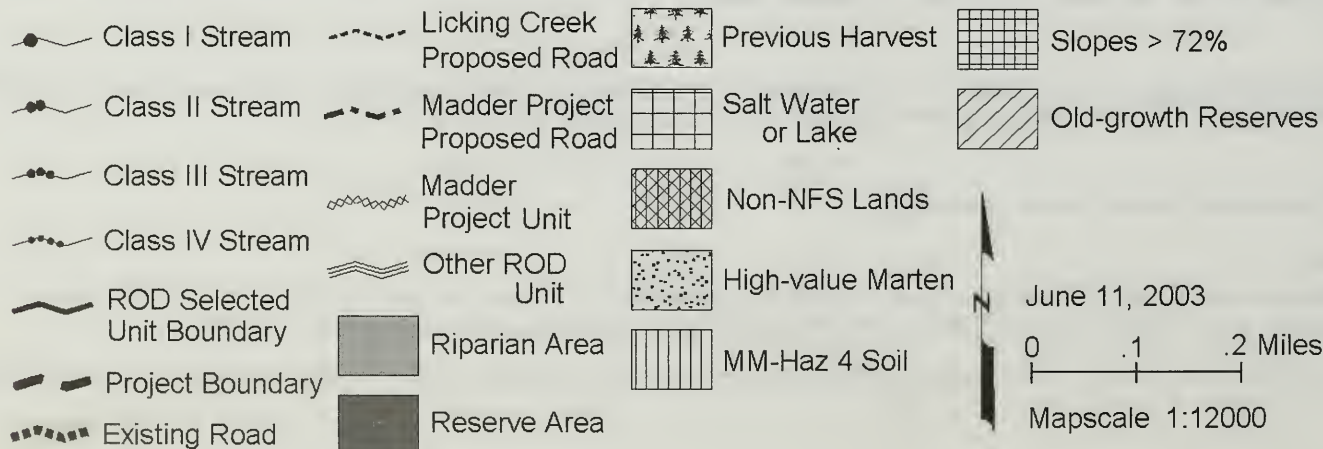 Class I Stream
Class II Stream
Class III Stream
Class IV Stream
ROD Selected
Unit Boundary
Project Boundary
Existing Road
Licking Creek
Proposed Road
Madder Project
Proposed Road
Madder
Project Unit
Other ROD
Unit
Riparian Area
Reserve Area
Previous Harvest
Salt Water
or Lake
Non-NFS Lands
High-value Marten
MM-Haz 4 Soil
Slopes > 72%
Old-growth Reserves
N
June 11, 2003
0 .1 .2 Miles
Mapscale 1:12000